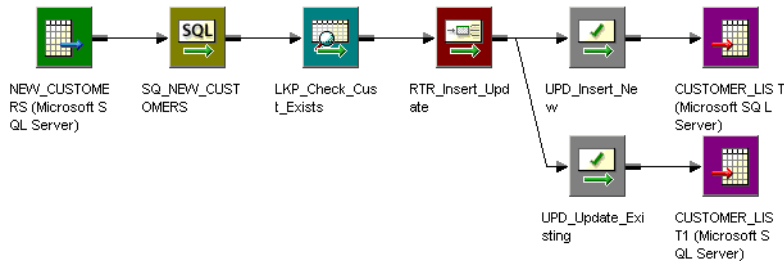 SQL
NEW_CUSTOME
RS (Microsoft S
QL Server)
SQ_NEW_CUST
OMERS
LKP_Check_Cus
t_Exists
RTR_Insert_Upd
ate
UPD_Insert_Ne
w
CUSTOMER_LIS T
(Microsoft SQ L
Server)
UPD_Update_Exi
sting
CUSTOMER_LIS
T1 (Microsoft S
QL Server)